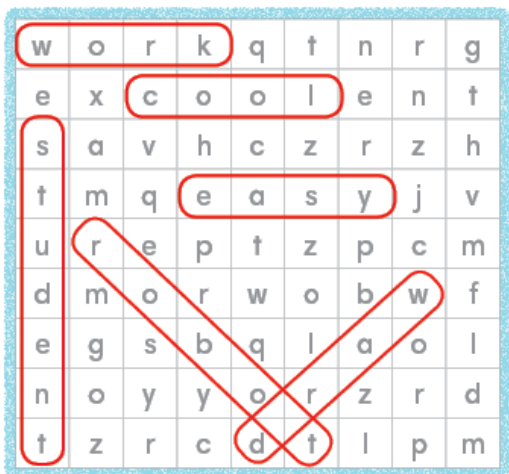 w o r k q t n r g
e x c o o l e n t
s a v h c z r z h
t m q e a s y j v
u r e p t z p c m
d m o r w o b w f
e g s b q l a o l
n o y y o r z r d
t z r c d t l p m